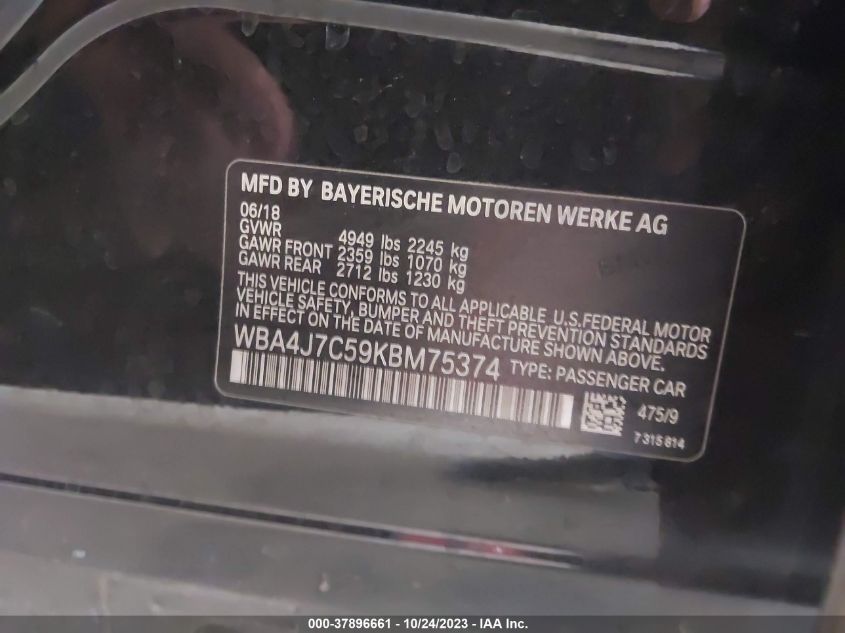 MFD BY BAYERISCHE MOTOREN WERKE AG
06/18
GVWR 4949 lbs 2245 kg
GAWR FRONT 2359 lbs 1070 kg
GAWR REAR 2712 lbs 1230 kg
THIS VEHICLE CONFORMS TO ALL APPLICABLE U.S.FEDERAL MOTOR
VEHICLE SAFETY, BUMPER AND THEFT PREVENTION STANDARDS
IN EFFECT ON THE DATE OF MANUFACTURE SHOWN ABOVE.
WBA4J7C59KBM75374 TYPE: PASSENGER CAR
475/9
7315814
000-37896661 - 10/24/2023 - IAA Inc.